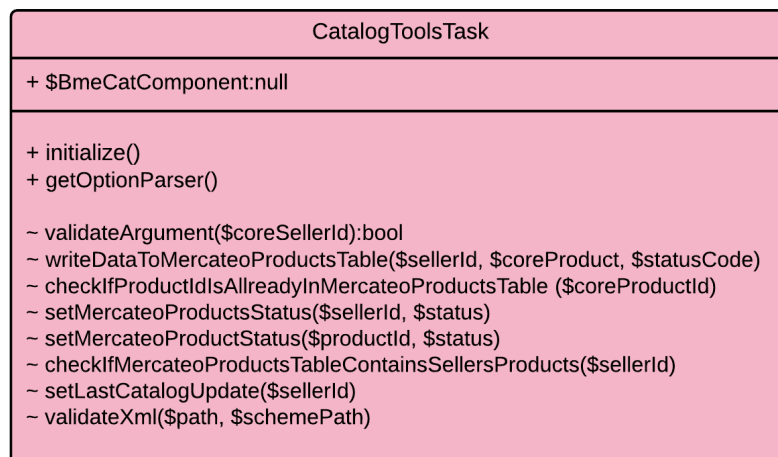 CatalogToolsTask
+ $BmeCatComponent:null
+ initialize()
+ getOptionParser()
~ validateArgument($coreSellerId):bool
~ writeDataToMercateoProductsTable($sellerId, $coreProduct, $statusCode)
~ checkIfProductIdIsAllreadyInMercateoProductsTable ($coreProductId)
~ setMercateoProductsStatus($sellerId, $status)
~ setMercateoProductStatus($productId, $status)
~ checkIfMercateoProductsTableContainsSellersProducts($sellerId)
~ setLastCatalogUpdate($sellerId)
~ validateXml($path, $schemePath)